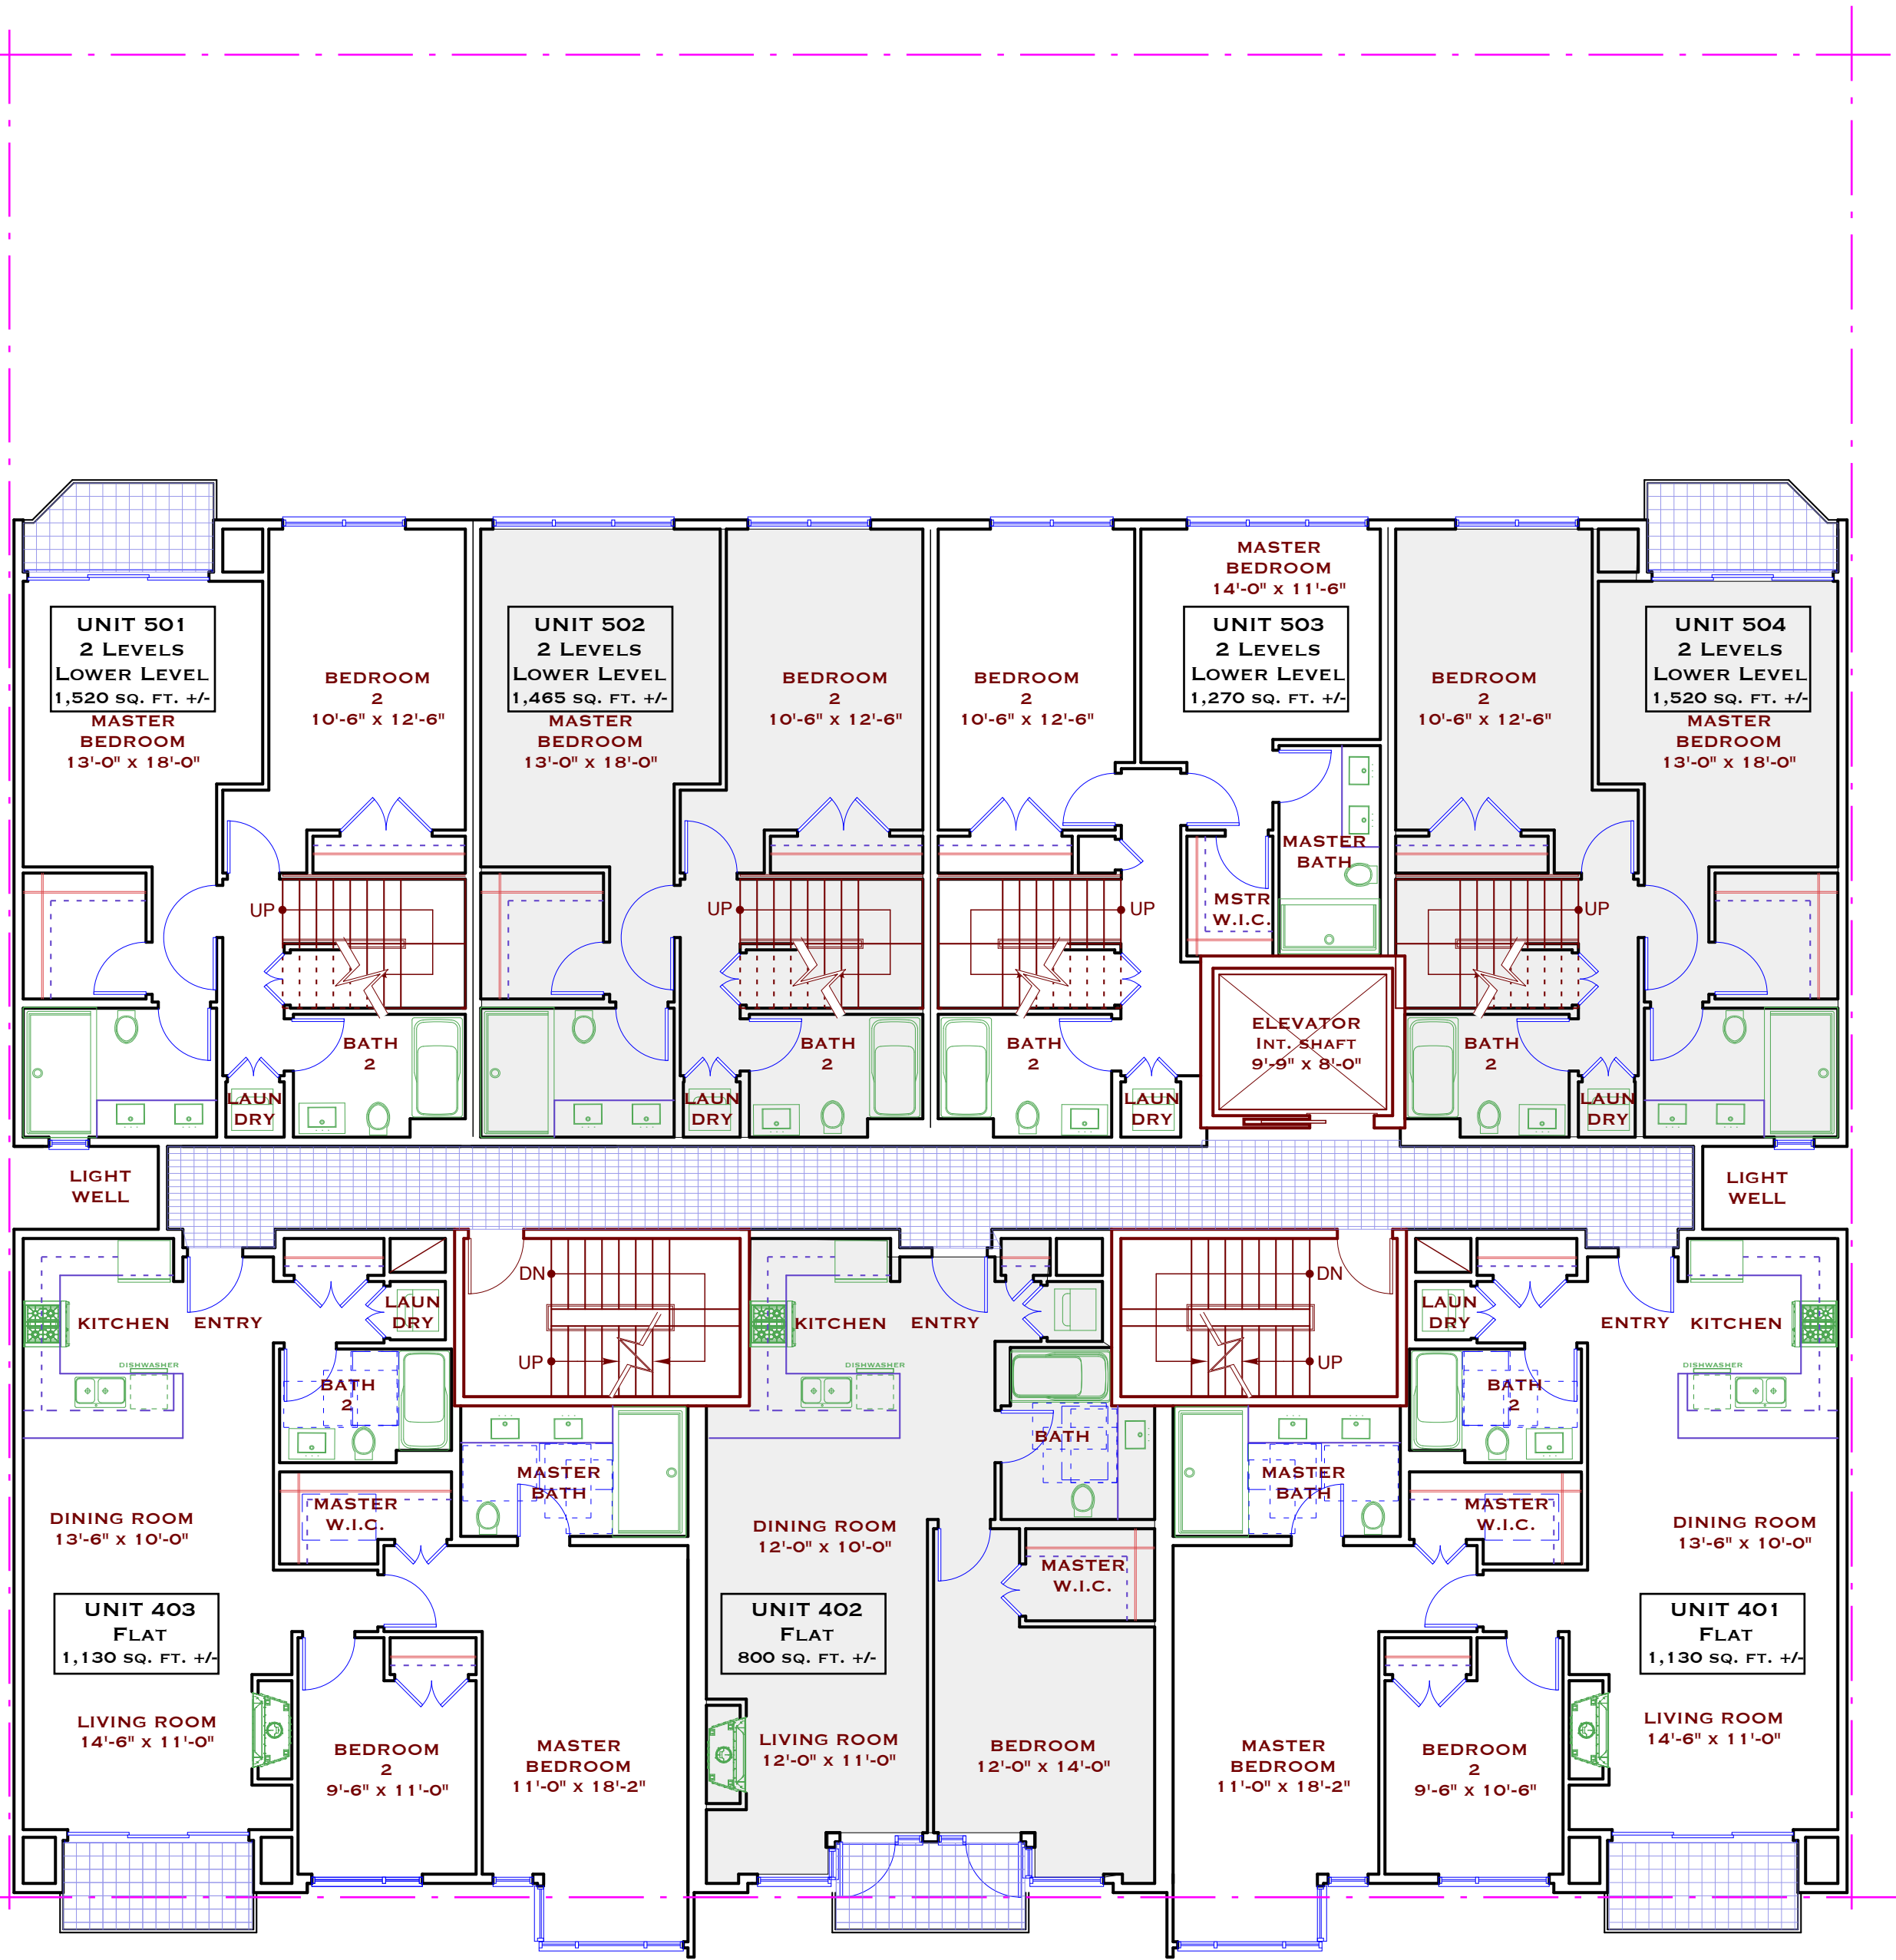 MASTER
BEDROOM
14'-0" x 11'-6"
UNIT 501
2 LEVELS
LOWER LEVEL
1,520 SQ. FT. +/-
MASTER
BEDROOM
13'-0" x 18'-0"
BEDROOM
2
10'-6" x 12'-6"
UNIT 502
2 LEVELS
LOWER LEVEL
1,465 SQ. FT. +/-
MASTER
BEDROOM
13'-0" x 18'-0"
BEDROOM
2
10'-6" x 12'-6"
BEDROOM
2
10'-6" x 12'-6"
UNIT 503
2 LEVELS
LOWER LEVEL
1,270 SQ. FT. +/-
BEDROOM
2
10'-6" x 12'-6"
UNIT 504
2 LEVELS
LOWER LEVEL
1,520 SQ. FT. +/-
MASTER
BEDROOM
13'-0" x 18'-0"
MASTER
BATH
MSTR
W.I.C.
UP
UP
UP
UP
BATH
2
BATH
2
BATH
2
ELEVATOR
INT. SHAFT
9'-9" x 8'-0"
BATH
2
LAUN
DRY
LAUN
DRY
LAUN
DRY
LAUN
DRY
LIGHT
WELL
LIGHT
WELL
KITCHEN
ENTRY
LAUN
DRY
DN
UP
KITCHEN
ENTRY
DN
UP
LAUN
DRY
ENTRY
KITCHEN
DISHWASHER
DISHWASHER
DISHWASHER
BATH
2
BATH
BATH
2
MASTER
BATH
MASTER
BATH
MASTER
W.I.C.
MASTER
W.I.C.
MASTER
W.I.C.
DINING ROOM
13'-6" x 10'-0"
DINING ROOM
12'-0" x 10'-0"
DINING ROOM
13'-6" x 10'-0"
UNIT 403
FLAT
1,130 SQ. FT. +/-
UNIT 402
FLAT
800 SQ. FT. +/-
UNIT 401
FLAT
1,130 SQ. FT. +/-
LIVING ROOM
14'-6" x 11'-0"
BEDROOM
2
9'-6" x 11'-0"
MASTER
BEDROOM
11'-0" x 18'-2"
LIVING ROOM
12'-0" x 11'-0"
BEDROOM
12'-0" x 14'-0"
MASTER
BEDROOM
11'-0" x 18'-2"
BEDROOM
2
9'-6" x 10'-6"
LIVING ROOM
14'-6" x 11'-0"